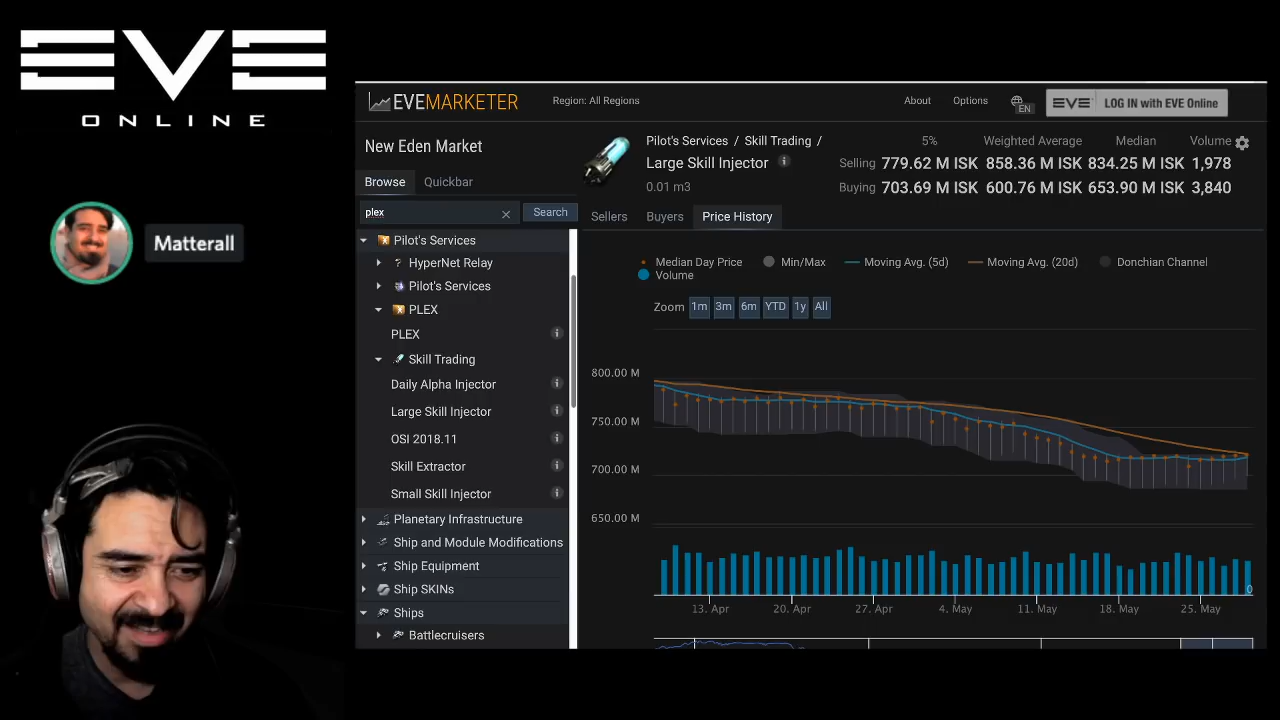 EVE
ONLINE
Matterall
EVEMARKETER
Region: All Regions
About
Options
EN
EVE LOG IN with EVE Online
New Eden Market
Browse
Quickbar
plex
Search
Pilot's Services
HyperNet Relay
Pilot's Services
PLEX
PLEX
Skill Trading
Daily Alpha Injector
Large Skill Injector
OSI 2018.11
Skill Extractor
Small Skill Injector
Planetary Infrastructure
Ship and Module Modifications
Ship Equipment
Ship SKINs
Ships
Battlecruisers
Pilot's Services / Skill Trading /
Large Skill Injector
0.01 m3
5% Weighted Average Median Volume
Selling 779.62 M ISK 858.36 M ISK 834.25 M ISK 1,978
Buying 703.69 M ISK 600.76 M ISK 653.90 M ISK 3,840
Sellers
Buyers
Price History
Median Day Price
Min/Max
Moving Avg. (5d)
Moving Avg. (20d)
Donchian Channel
Volume
Zoom 1m 3m 6m YTD 1y All
800.00 M
750.00 M
700.00 M
650.00 M
0
13. Apr
20. Apr
27. Apr
4. May
11. May
18. May
25. May